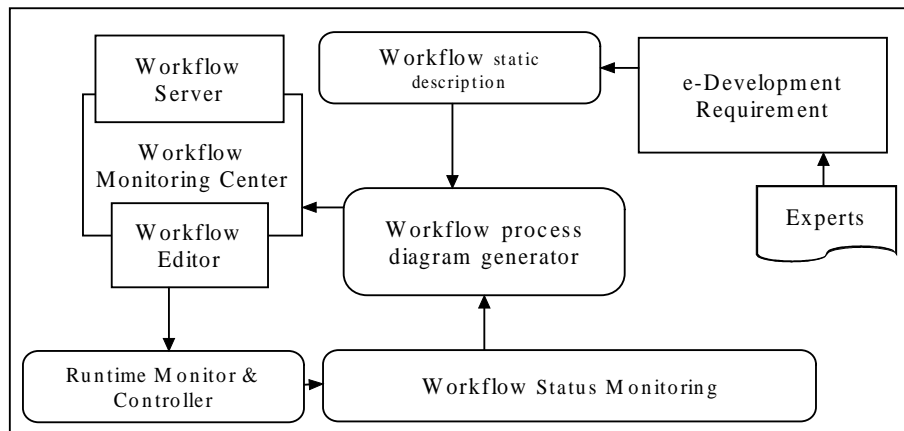 Workflow
Server
Workflow
Monitoring Center
Workflow
Editor
Runtime Monitor &
Controller
Workflow static
description
Workflow process
diagram generator
Workflow Status Monitoring
e-Development
Requirement
Experts